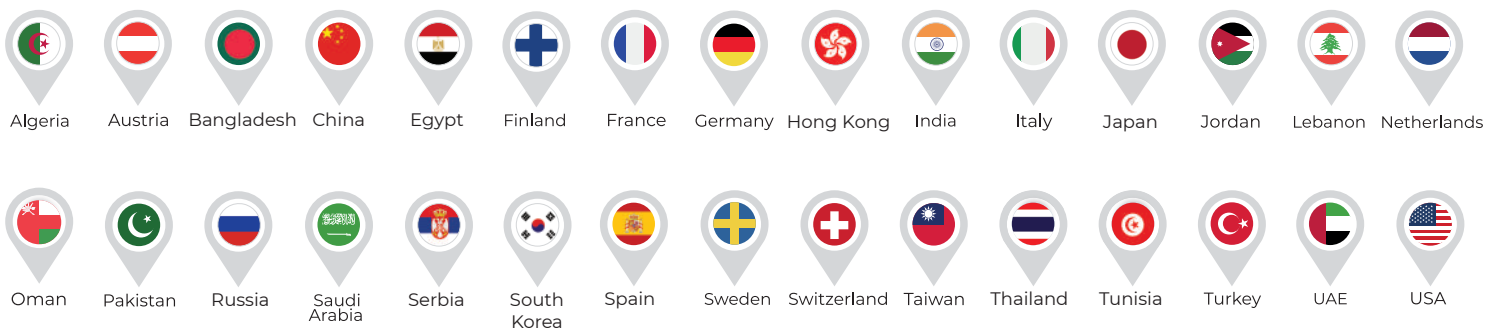 Algeria Austria Bangladesh China Egypt Finland France Germany Hong Kong India Italy Japan Jordan Lebanon Netherlands
Oman Pakistan Russia Saudi Arabia Serbia South Korea Spain Sweden Switzerland Taiwan Thailand Tunisia Turkey UAE USA